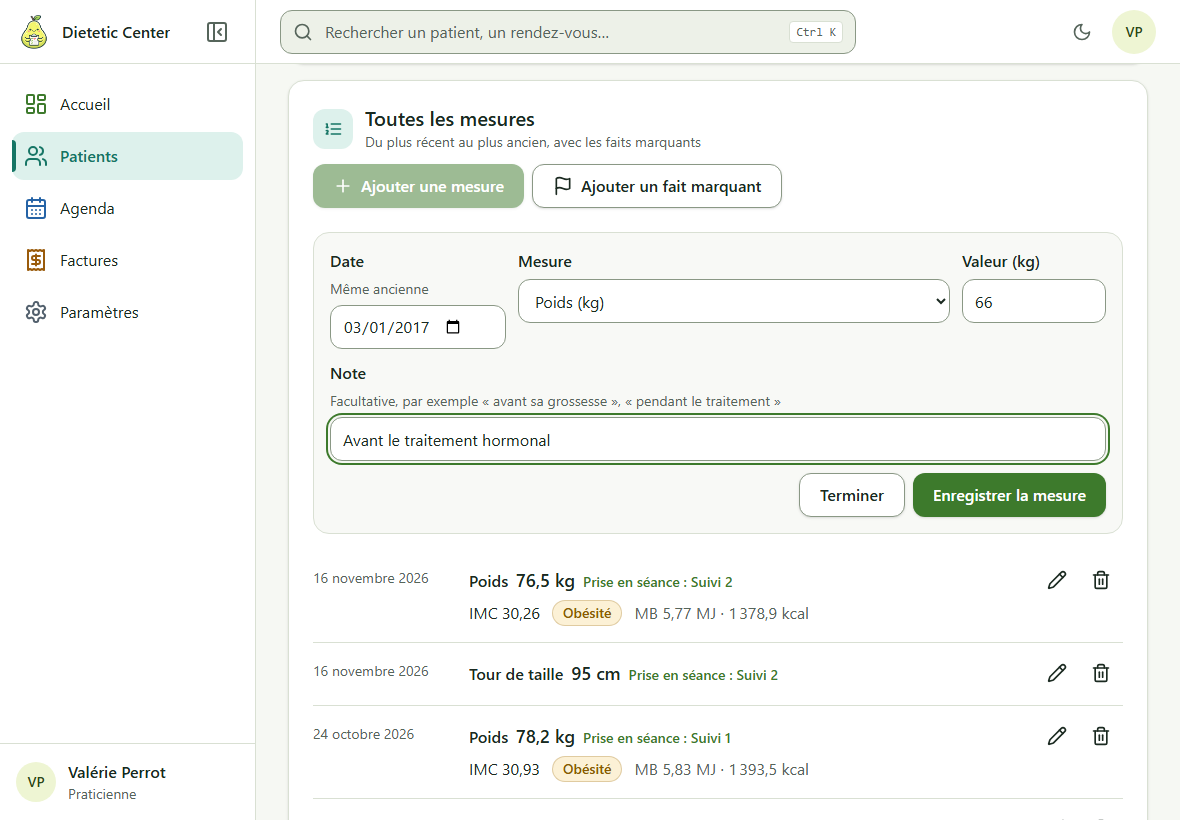 Dietetic Center
Rechercher un patient, un rendez-vous...
Ctrl K
VP
Accueil
Patients
Agenda
Factures
Paramètres
Valérie Perrot
Praticienne
VP
Toutes les mesures
Du plus récent au plus ancien, avec les faits marquants
Ajouter une mesure
Ajouter un fait marquant
Date
Même ancienne
03/01/2017
Mesure
Poids (kg)
Valeur (kg)
66
Note
Facultative, par exemple « avant sa grossesse », « pendant le traitement »
Avant le traitement hormonal
Terminer
Enregistrer la mesure
16 novembre 2026
Poids 76,5 kg Prise en séance : Suivi 2
IMC 30,26 Obésité MB 5,77 MJ · 1 378,9 kcal
16 novembre 2026
Tour de taille 95 cm Prise en séance : Suivi 2
24 octobre 2026
Poids 78,2 kg Prise en séance : Suivi 1
IMC 30,93 Obésité MB 5,83 MJ · 1 393,5 kcal